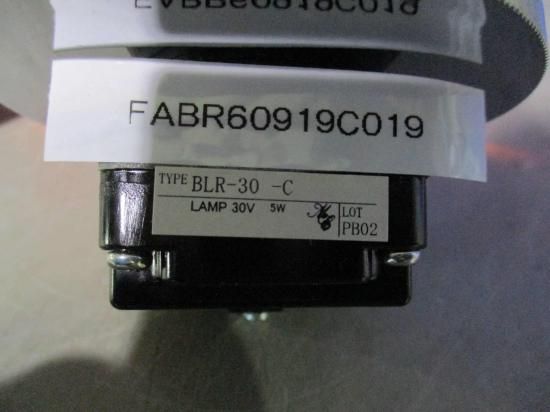 FABR60919C019
TYPE BLR-30 -C
LAMP 30V 5W
LOT
PB02